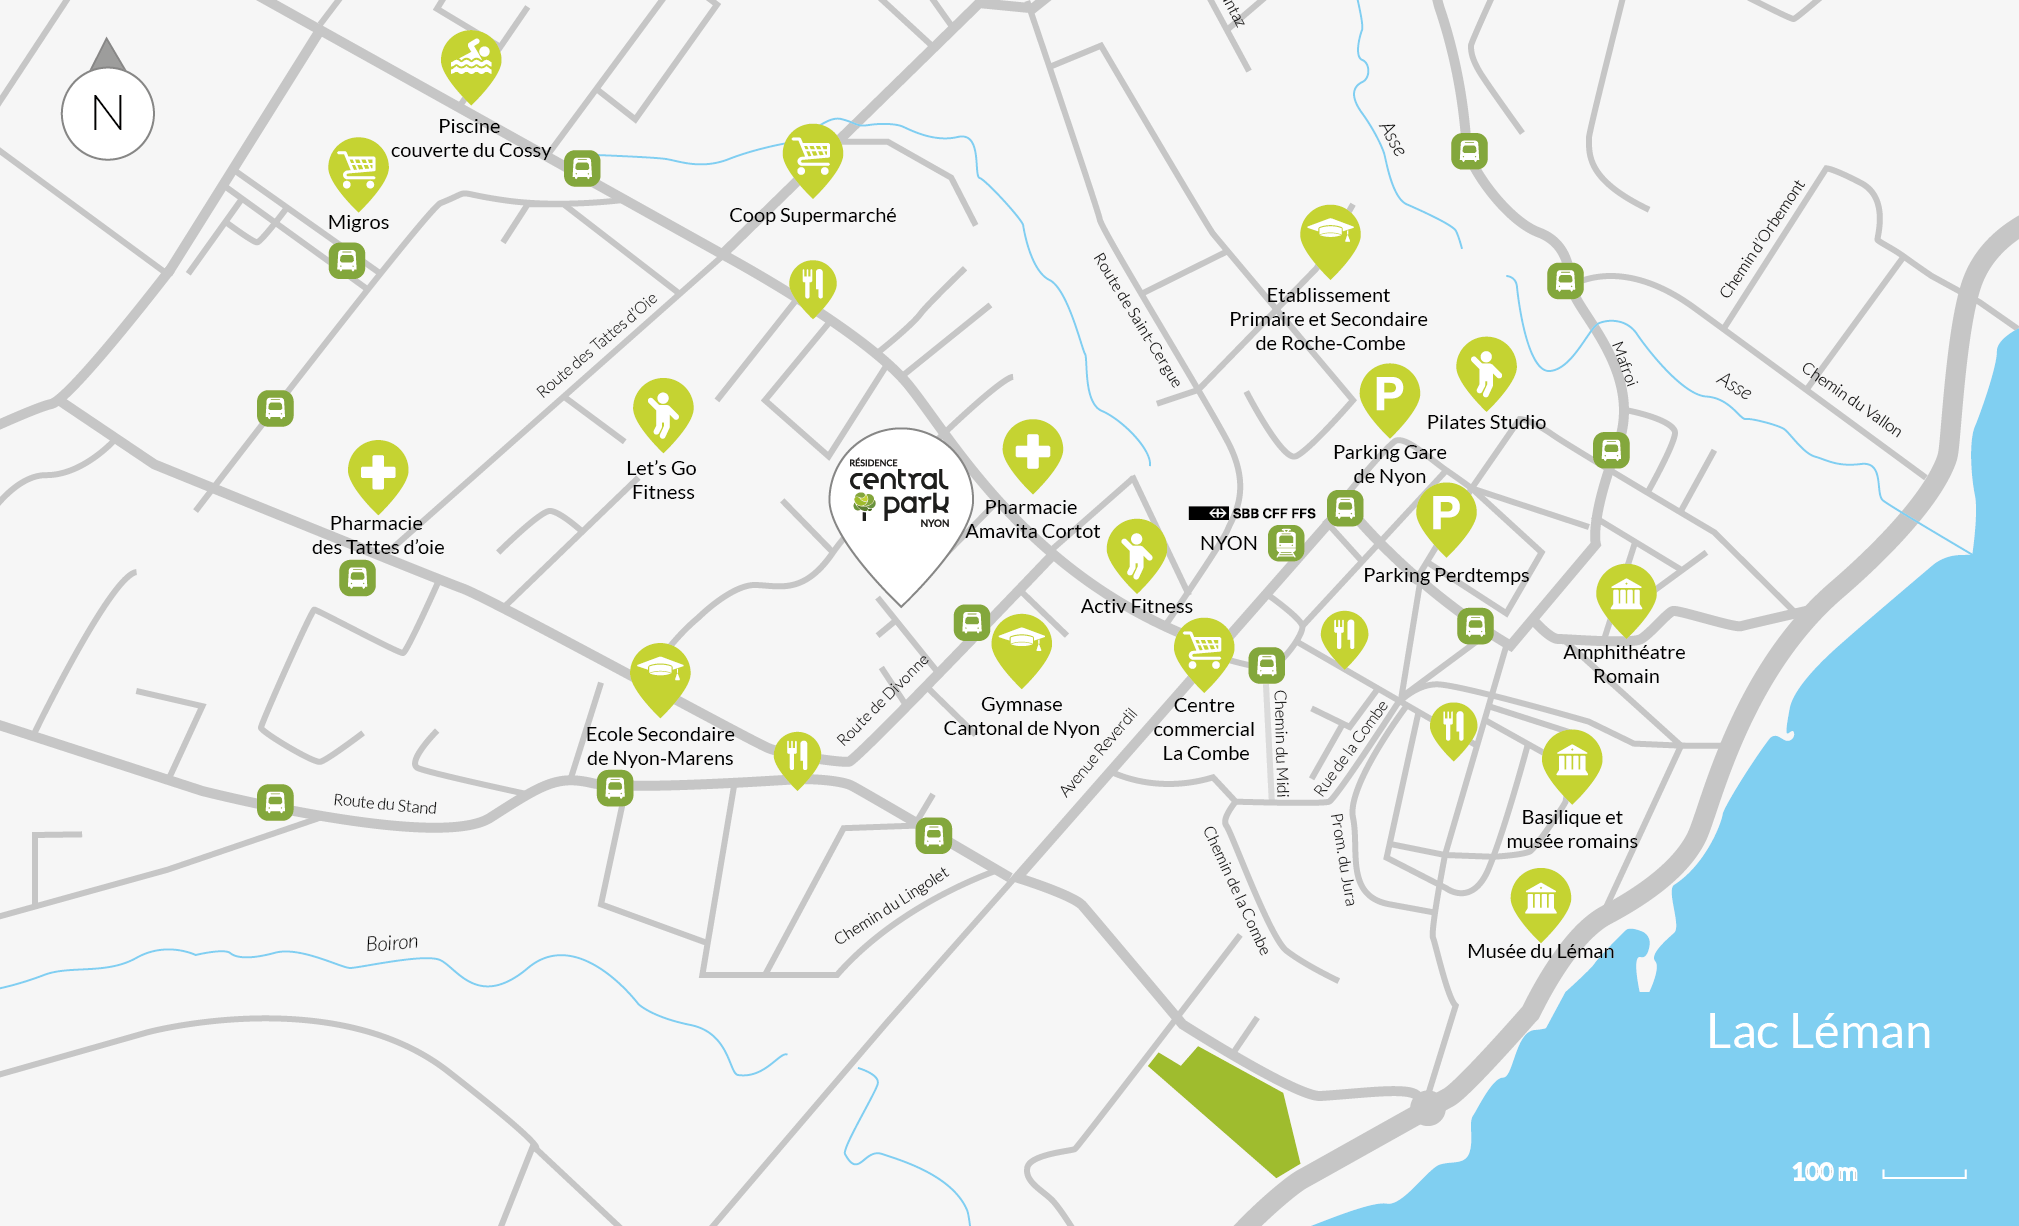 N
Piscine
couverte du Cossy
Migros
Coop Supermarché
Asse
Chemin d'Orbemont
Route de Saint-Cergue
Etablissement
Primaire et Secondaire
de Roche-Combe
Route des Tattes d'Oie
Mafroi
Asse
Chemin du Vallon
Pilates Studio
P
Parking Gare
de Nyon
Let's Go
Fitness
RÉSIDENCE
central
park
NYON
Pharmacie
Amavita Cortot
SBB CFF FFS
NYON
P
Parking Perdtemps
Pharmacie
des Tattes d'oie
Activ Fitness
Amphithéatre
Romain
Route de Divonne
Gymnase
Cantonal de Nyon
Centre
commercial
La Combe
Avenue Reverdil
Chemin du Midi
Rue de la Combe
Ecole Secondaire
de Nyon-Marens
Route du Stand
Basilique et
musée romains
Prom. du Jura
Chemin de la Combe
Chemin du Lingolet
Boiron
Musée du Léman
Lac Léman
100 m